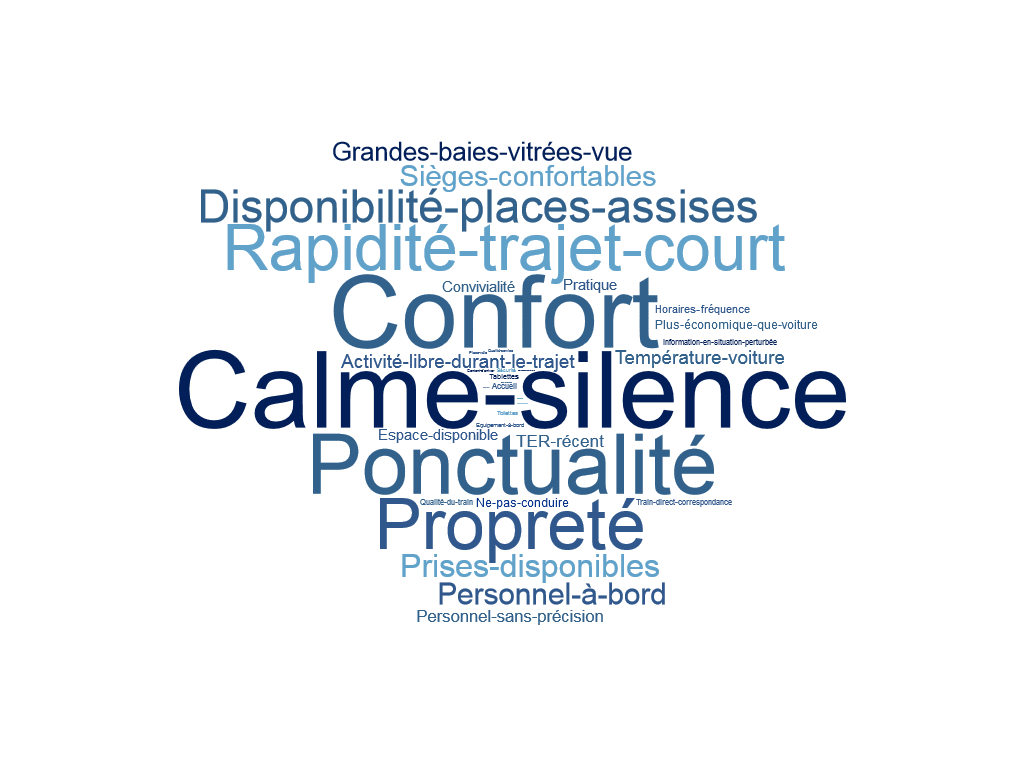 Grandes-baies-vitrées-vue
Sièges-confortables
Disponibilité-places-assises
Rapidité-trajet-court
Confort
Convivialité
Pratique
Horaires-fréquence
Plus-économique-que-voiture
Information-en-situation-perturbée
Température-voiture
Activité-libre-durant-le-trajet
Sécurité
Tablettes
Accueil
Calme-silence
Toilettes
Equipement-à-bord
Espace-disponible
TER-récent
Ponctualité
Qualité-du-train
Ne-pas-conduire
Train-direct-correspondance
Propreté
Prises-disponibles
Personnel-à-bord
Personnel-sans-précision